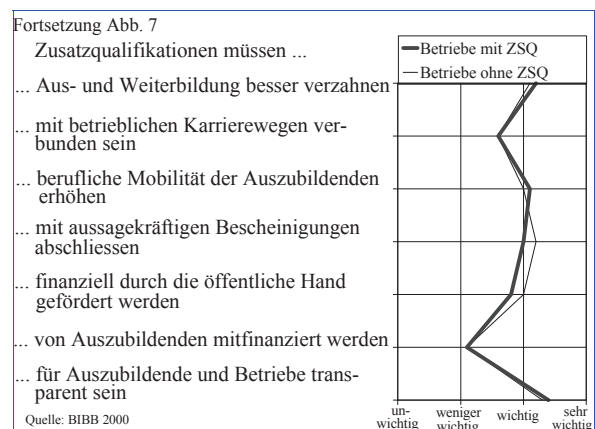 Fortsetzung Abb. 7
Zusatzqualifikationen müssen ...
Betriebe mit ZSQ
Betriebe ohne ZSQ
... Aus- und Weiterbildung besser verzahnen
... mit betrieblichen Karrierewegen ver-
bunden sein
... berufliche Mobilität der Auszubildenden
erhöhen
... mit aussagekräftigen Bescheinigungen
abschliessen
... finanziell durch die öffentliche Hand
gefördert werden
... von Auszubildenden mitfinanziert werden
... für Auszubildende und Betriebe trans-
parent sein
Quelle: BIBB 2000
un-
wichtig
weniger
wichtig
wichtig
sehr
wichtig